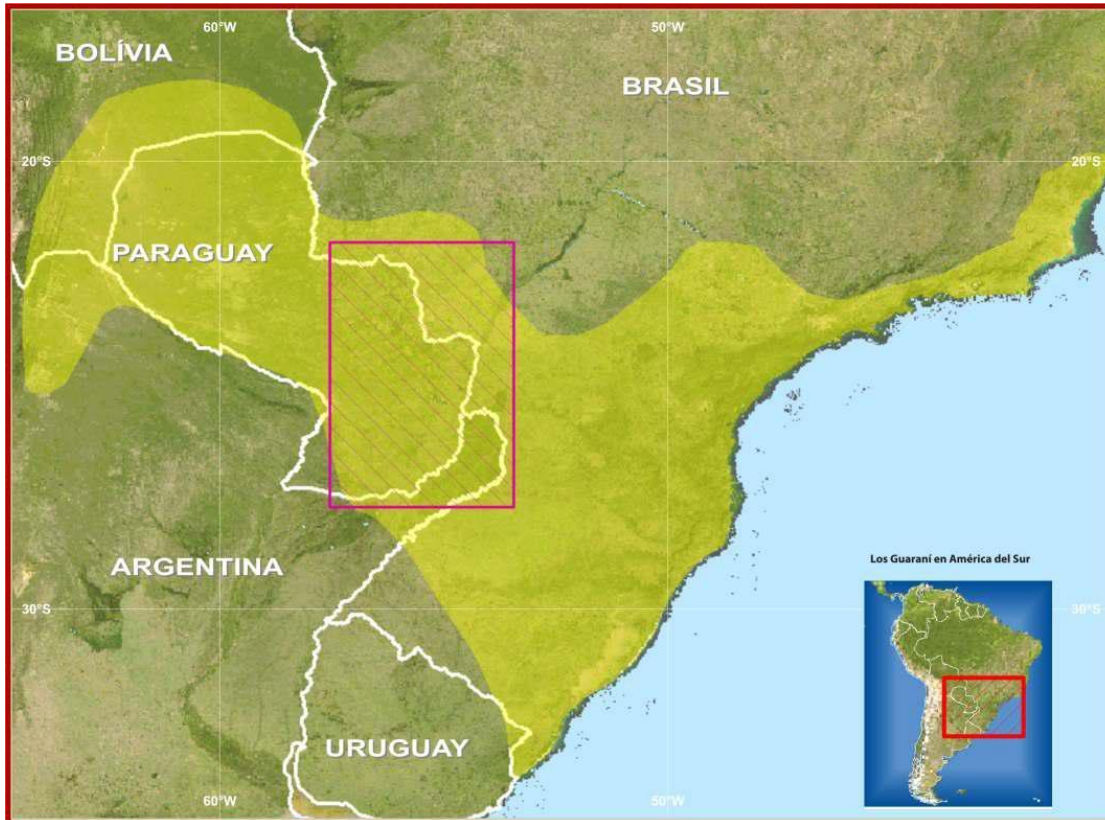 60°W
50°W
BOLÍVIA
BRASIL
20°S
20°S
PARAGUAY
ARGENTINA
Los Guaraní en América del Sur
30°S
30°S
URUGUAY
60°W
50°W